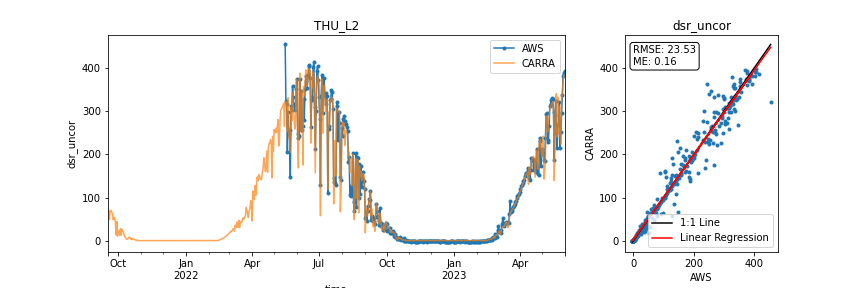 THU_L2
dsr_uncor
400
300
200
100
0
AWS
CARRA
Oct
Jan
2022
Apr
Jul
Oct
Jan
2023
Apr
dsr_uncor
CARRA
400
300
200
100
0
RMSE: 23.53
ME: 0.16
1:1 Line
Linear Regression
0
200
400
AWS